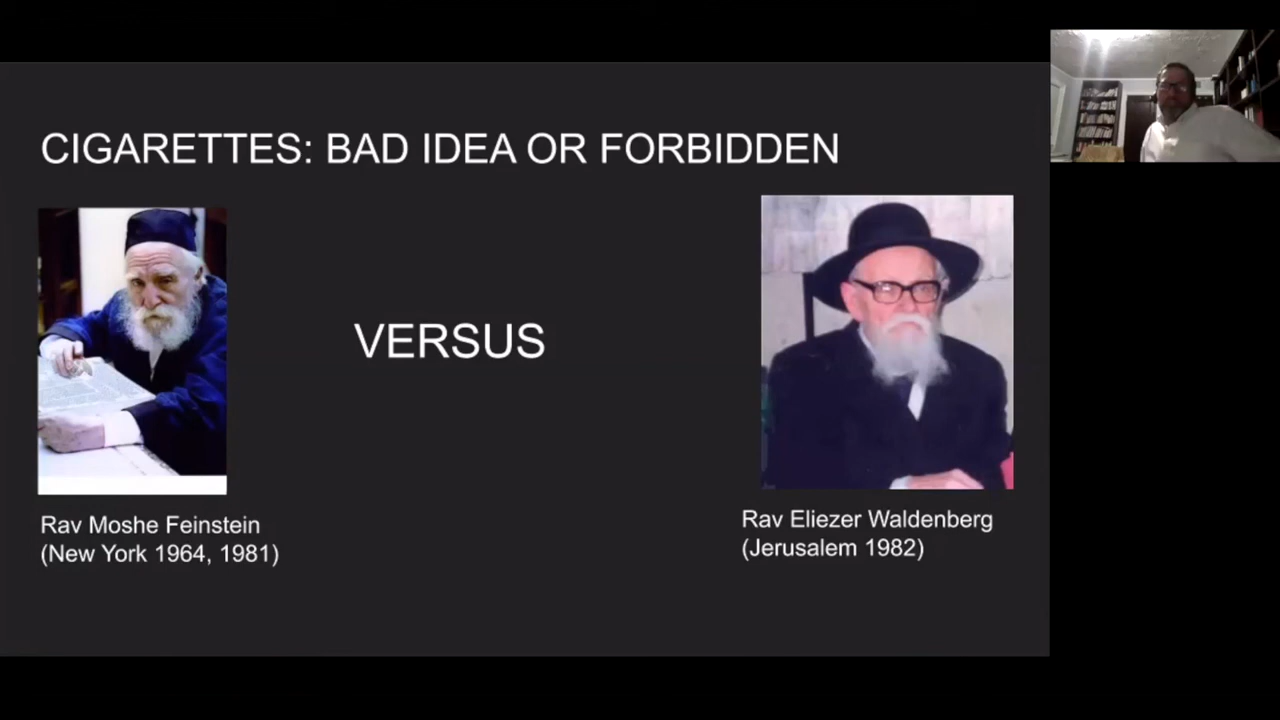 CIGARETTES: BAD IDEA OR FORBIDDEN
VERSUS
Rav Moshe Feinstein
(New York 1964, 1981)
Rav Eliezer Waldenberg
(Jerusalem 1982)